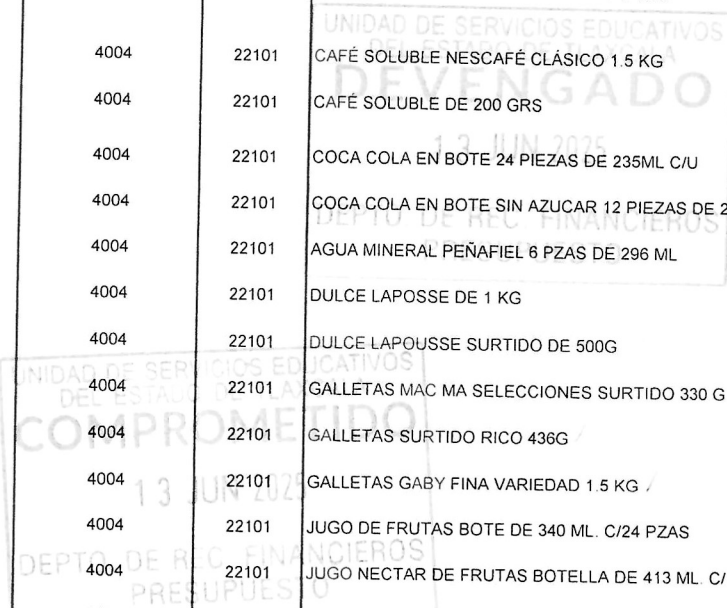 UNIDAD DE SERVICIOS EDUCATIVOS
DEL ESTADO DE TLAXCALA
DEVENGADO
13 JUN 2025
DEPTO DE REC. FINANCIEROS
PRESUPUESTO
4004 22101 CAFÉ SOLUBLE NESCAFÉ CLÁSICO 1.5 KG
4004 22101 CAFÉ SOLUBLE DE 200 GRS
4004 22101 COCA COLA EN BOTE 24 PIEZAS DE 235ML C/U
4004 22101 COCA COLA EN BOTE SIN AZUCAR 12 PIEZAS DE 2
4004 22101 AGUA MINERAL PEÑAFIEL 6 PZAS DE 296 ML
4004 22101 DULCE LAPOSSE DE 1 KG
4004 22101 DULCE LAPOUSSE SURTIDO DE 500G
4004 22101 GALLETAS MAC MA SELECCIONES SURTIDO 330 G
4004 22101 GALLETAS SURTIDO RICO 436G
4004 22101 GALLETAS GABY FINA VARIEDAD 1.5 KG
4004 22101 JUGO DE FRUTAS BOTE DE 340 ML. C/24 PZAS
4004 22101 JUGO NECTAR DE FRUTAS BOTELLA DE 413 ML. C/
UNIDAD DE SERVICIOS EDUCATIVOS
DEL ESTADO DE TLAXCALA
COMPROMETIDO
13 JUN 2025
DEPTO DE REC. FINANCIEROS
PRESUPUESTO